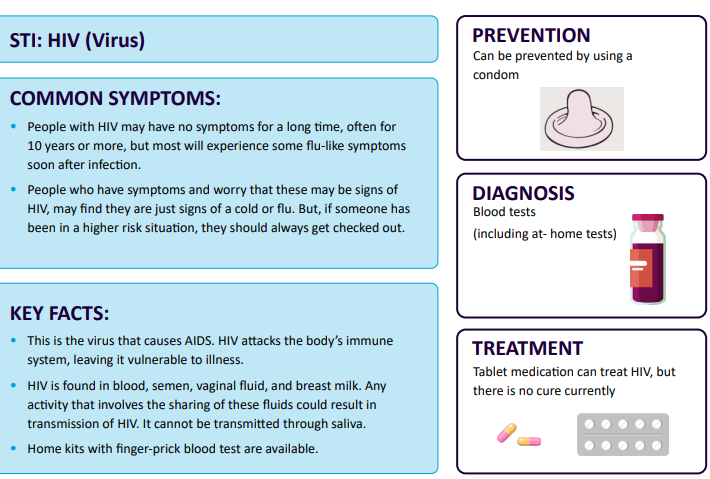 STI: HIV (Virus)
COMMON SYMPTOMS:
• People with HIV may have no symptoms for a long time, often for
10 years or more, but most will experience some flu-like symptoms
soon after infection.
• People who have symptoms and worry that these may be signs of
HIV, may find they are just signs of a cold or flu. But, if someone has
been in a higher risk situation, they should always get checked out.
KEY FACTS:
• This is the virus that causes AIDS. HIV attacks the body’s immune
system, leaving it vulnerable to illness.
• HIV is found in blood, semen, vaginal fluid, and breast milk. Any
activity that involves the sharing of these fluids could result in
transmission of HIV. It cannot be transmitted through saliva.
• Home kits with finger-prick blood test are available.
PREVENTION
Can be prevented by using a
condom
DIAGNOSIS
Blood tests
(including at- home tests)
TREATMENT
Tablet medication can treat HIV, but
there is no cure currently